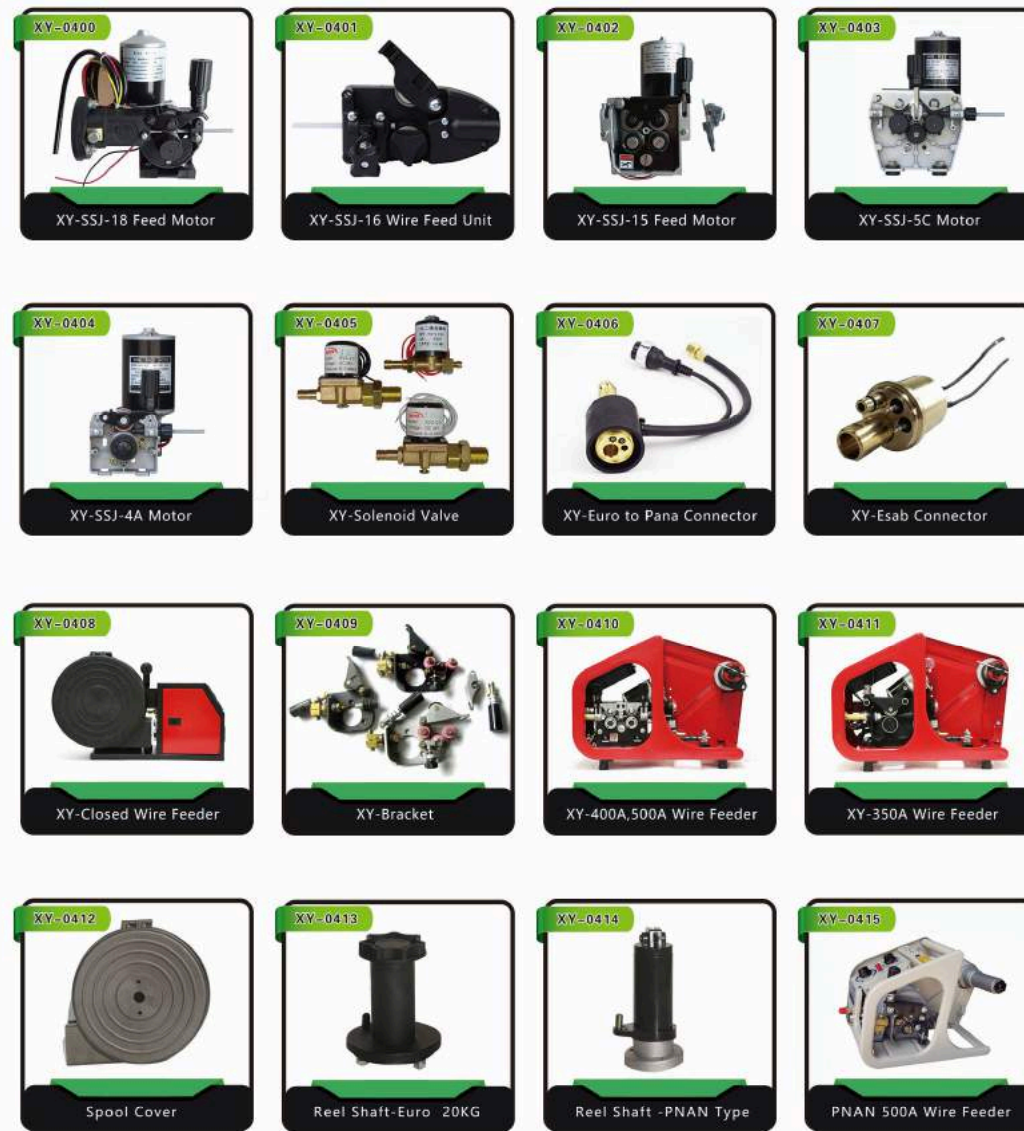 XY-0400
XY-0401
XY-0402
XY-0403
XY-SSJ-18 Feed Motor
XY-SSJ-16 Wire Feed Unit
XY-SSJ-15 Feed Motor
XY-SSJ-5C Motor
XY-0404
XY-0405
XY-0406
XY-0407
XY-SSJ-4A Motor
XY-Solenoid Valve
XY-Euro to Pana Connector
XY-Esab Connector
XY-0408
XY-0409
XY-0410
XY-0411
XY-Closed Wire Feeder
XY-Bracket
XY-400A,500A Wire Feeder
XY-350A Wire Feeder
XY-0412
XY-0413
XY-0414
XY-0415
Spool Cover
Reel Shaft-Euro 20KG
Reel Shaft -PNAN Type
PNAN 500A Wire Feeder